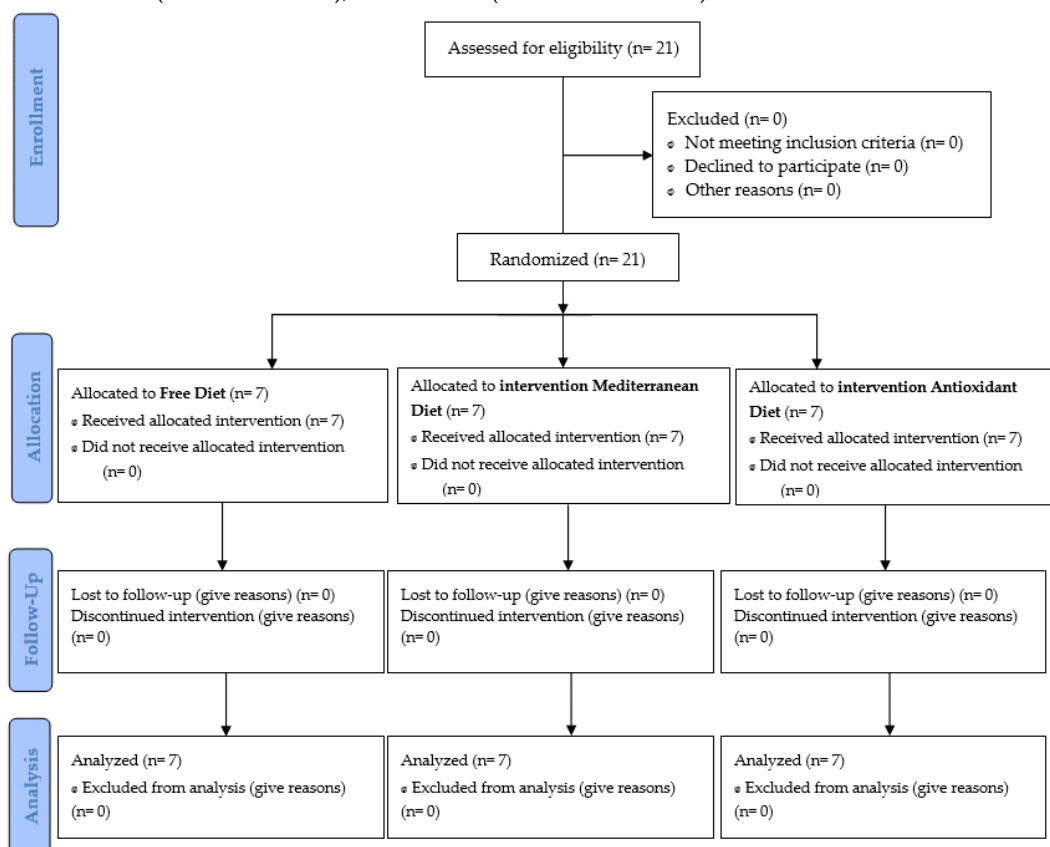 Assessed for eligibility (n= 21)
Enrollment
Excluded (n= 0)
Not meeting inclusion criteria (n= 0)
Declined to participate (n= 0)
Other reasons (n= 0)
Randomized (n= 21)
Allocation
Allocated to Free Diet (n= 7)
Received allocated intervention (n= 7)
Did not receive allocated intervention
(n= 0)
Allocated to intervention Mediterranean
Diet (n= 7)
Received allocated intervention (n= 7)
Did not receive allocated intervention
(n= 0)
Allocated to intervention Antioxidant
Diet (n= 7)
Received allocated intervention (n= 7)
Did not receive allocated intervention
(n= 0)
Follow-Up
Lost to follow-up (give reasons) (n= 0)
Discontinued intervention (give reasons)
(n= 0)
Lost to follow-up (give reasons) (n= 0)
Discontinued intervention (give reasons)
(n= 0)
Lost to follow-up (give reasons) (n= 0)
Discontinued intervention (give reasons)
(n= 0)
Analysis
Analyzed (n= 7)
Excluded from analysis (give reasons)
(n= 0)
Analyzed (n= 7)
Excluded from analysis (give reasons)
(n= 0)
Analyzed (n= 7)
Excluded from analysis (give reasons)
(n= 0)